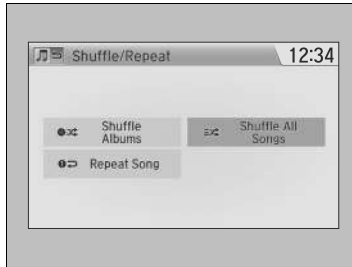 Shuffle/Repeat
12:34
Shuffle
Albums
Shuffle All
Songs
Repeat Song